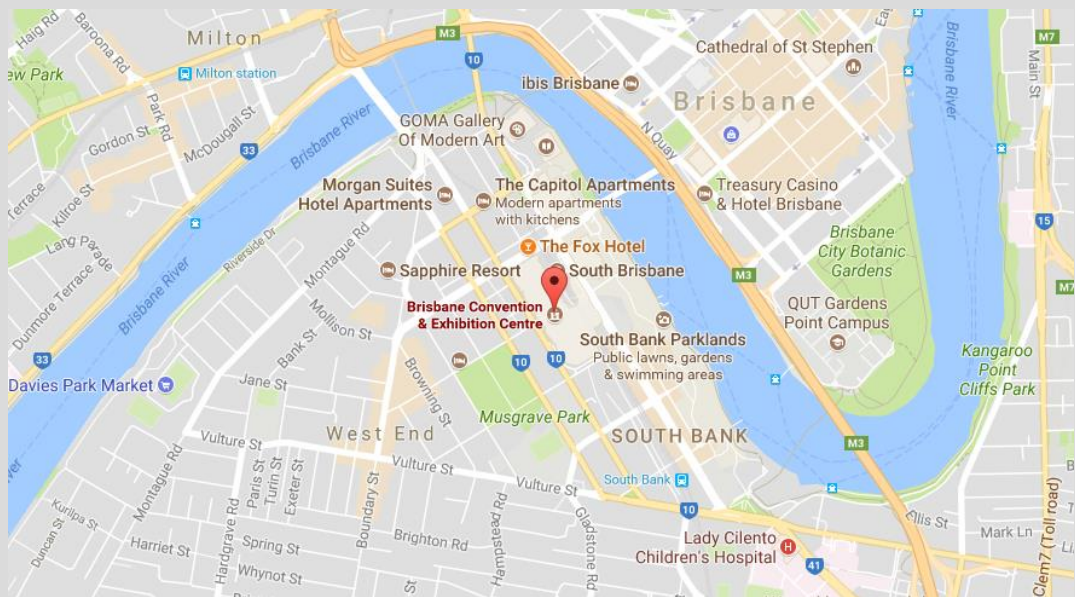 Haig Rd
Baroona Rd
Milton
M3
10
Cathedral of St Stephen
Brisbane River
M7
Main St
ew Park
Milton station
ibis Brisbane
Brisbane
Park Rd
McDougall St
Gordon St
33
Brisbane River
GOMA Gallery
Of Modern Art
N Quay
Terrace
Kilroe St
Morgan Suites
Hotel Apartments
The Capitol Apartments
Modern apartments
with kitchens
Treasury Casino
& Hotel Brisbane
15
Lang Parade
Riverside Dr
Montague Rd
The Fox Hotel
Brisbane
City Botanic
Gardens
Dunmore Terrace
Brisbane River
Sapphire Resort
South Brisbane
M3
M7
Brisbane Convention
& Exhibition Centre
QUT Gardens
Point Campus
Mollison St
Bank St
South Bank Parklands
Public lawns, gardens
& swimming areas
33
10
10
Kangaroo
Point
Cliffs Park
Davies Park Market
Jane St
Browning St
Musgrave Park
West End
SOUTH BANK
M3
Vulture St
Vulture St
Vulture St
South Bank
River
Montague Rd
Paris St
Turin St
Exeter St
Boundary St
Hardgrave Rd
Hampstead Rd
Gladstone Rd
10
Ellis St
Kurilpa St
Duncan St
Harriet St
Spring St
Brighton Rd
Whynot St
Lady Cilento
Children's Hospital
H
41
Mark Ln
Clem7 (Toll road)